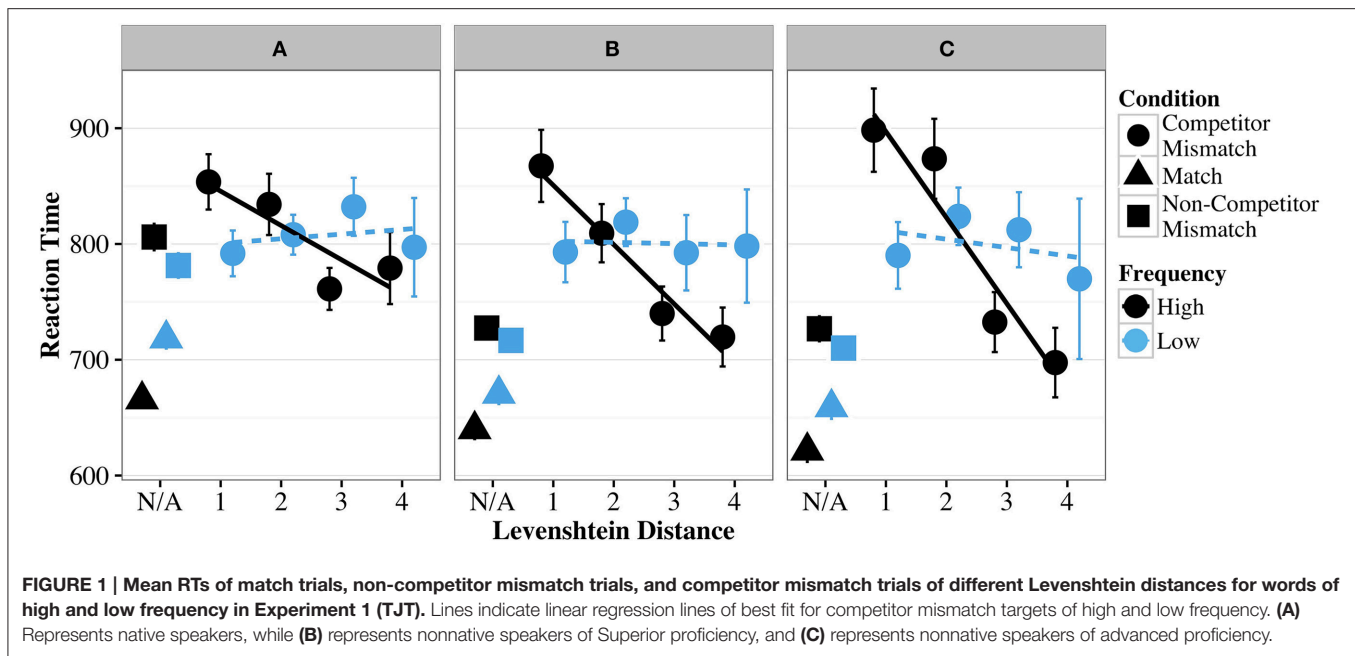 A
B
C
900
800
700
600
Reaction Time
N/A 1 2 3 4
N/A 1 2 3 4
N/A 1 2 3 4
Levenshtein Distance
Condition
Competitor
Mismatch
Match
Non-Competitor
Mismatch
Frequency
High
Low
FIGURE 1 | Mean RTs of match trials, non-competitor mismatch trials, and competitor mismatch trials of different Levenshtein distances for words of
high and low frequency in Experiment 1 (TJT). Lines indicate linear regression lines of best fit for competitor mismatch targets of high and low frequency. (A)
Represents native speakers, while (B) represents nonnative speakers of Superior proficiency, and (C) represents nonnative speakers of advanced proficiency.